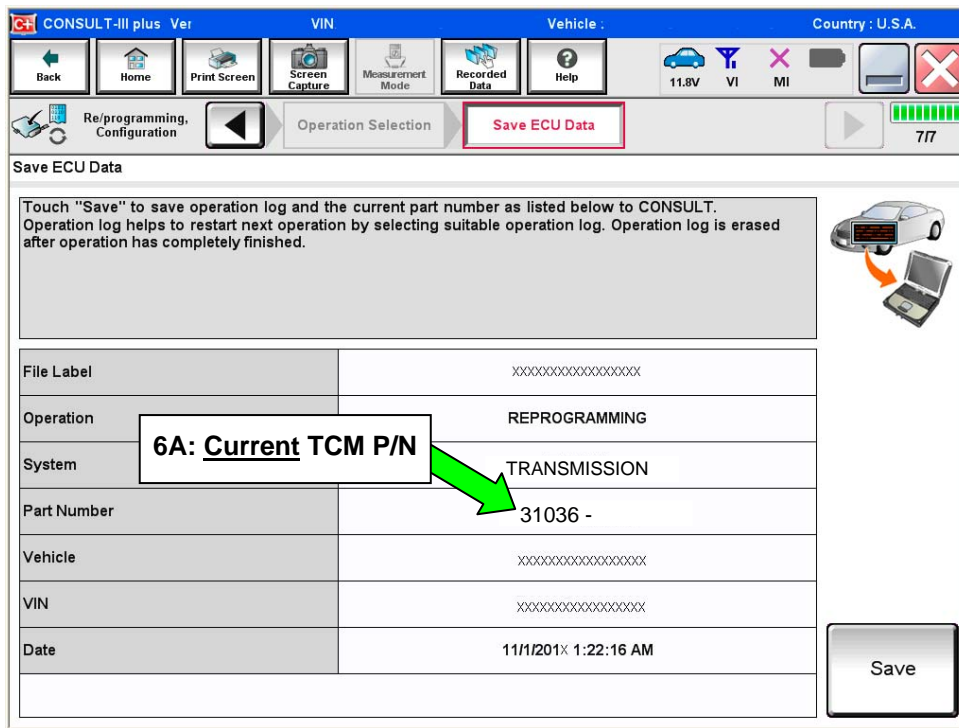 CONSULT-III plus Ver VIN Vehicle : Country : U.S.A.
Back
Home
Print Screen
Screen
Capture
Measurement
Mode
Recorded
Data
Help
11.8V
VI
MI
Re/programming,
Configuration
Operation Selection
Save ECU Data
7/7
Save ECU Data
Touch "Save" to save operation log and the current part number as listed below to CONSULT.
Operation log helps to restart next operation by selecting suitable operation log. Operation log is erased
after operation has completely finished.
File Label XXXXXXXXXXXXXXXXX
Operation REPROGRAMMING
6A: Current TCM P/N
System TRANSMISSION
Part Number 31036 -
Vehicle XXXXXXXXXXXXXXXXX
VIN XXXXXXXXXXXXXXXXX
Date 11/1/201X 1:22:16 AM
Save